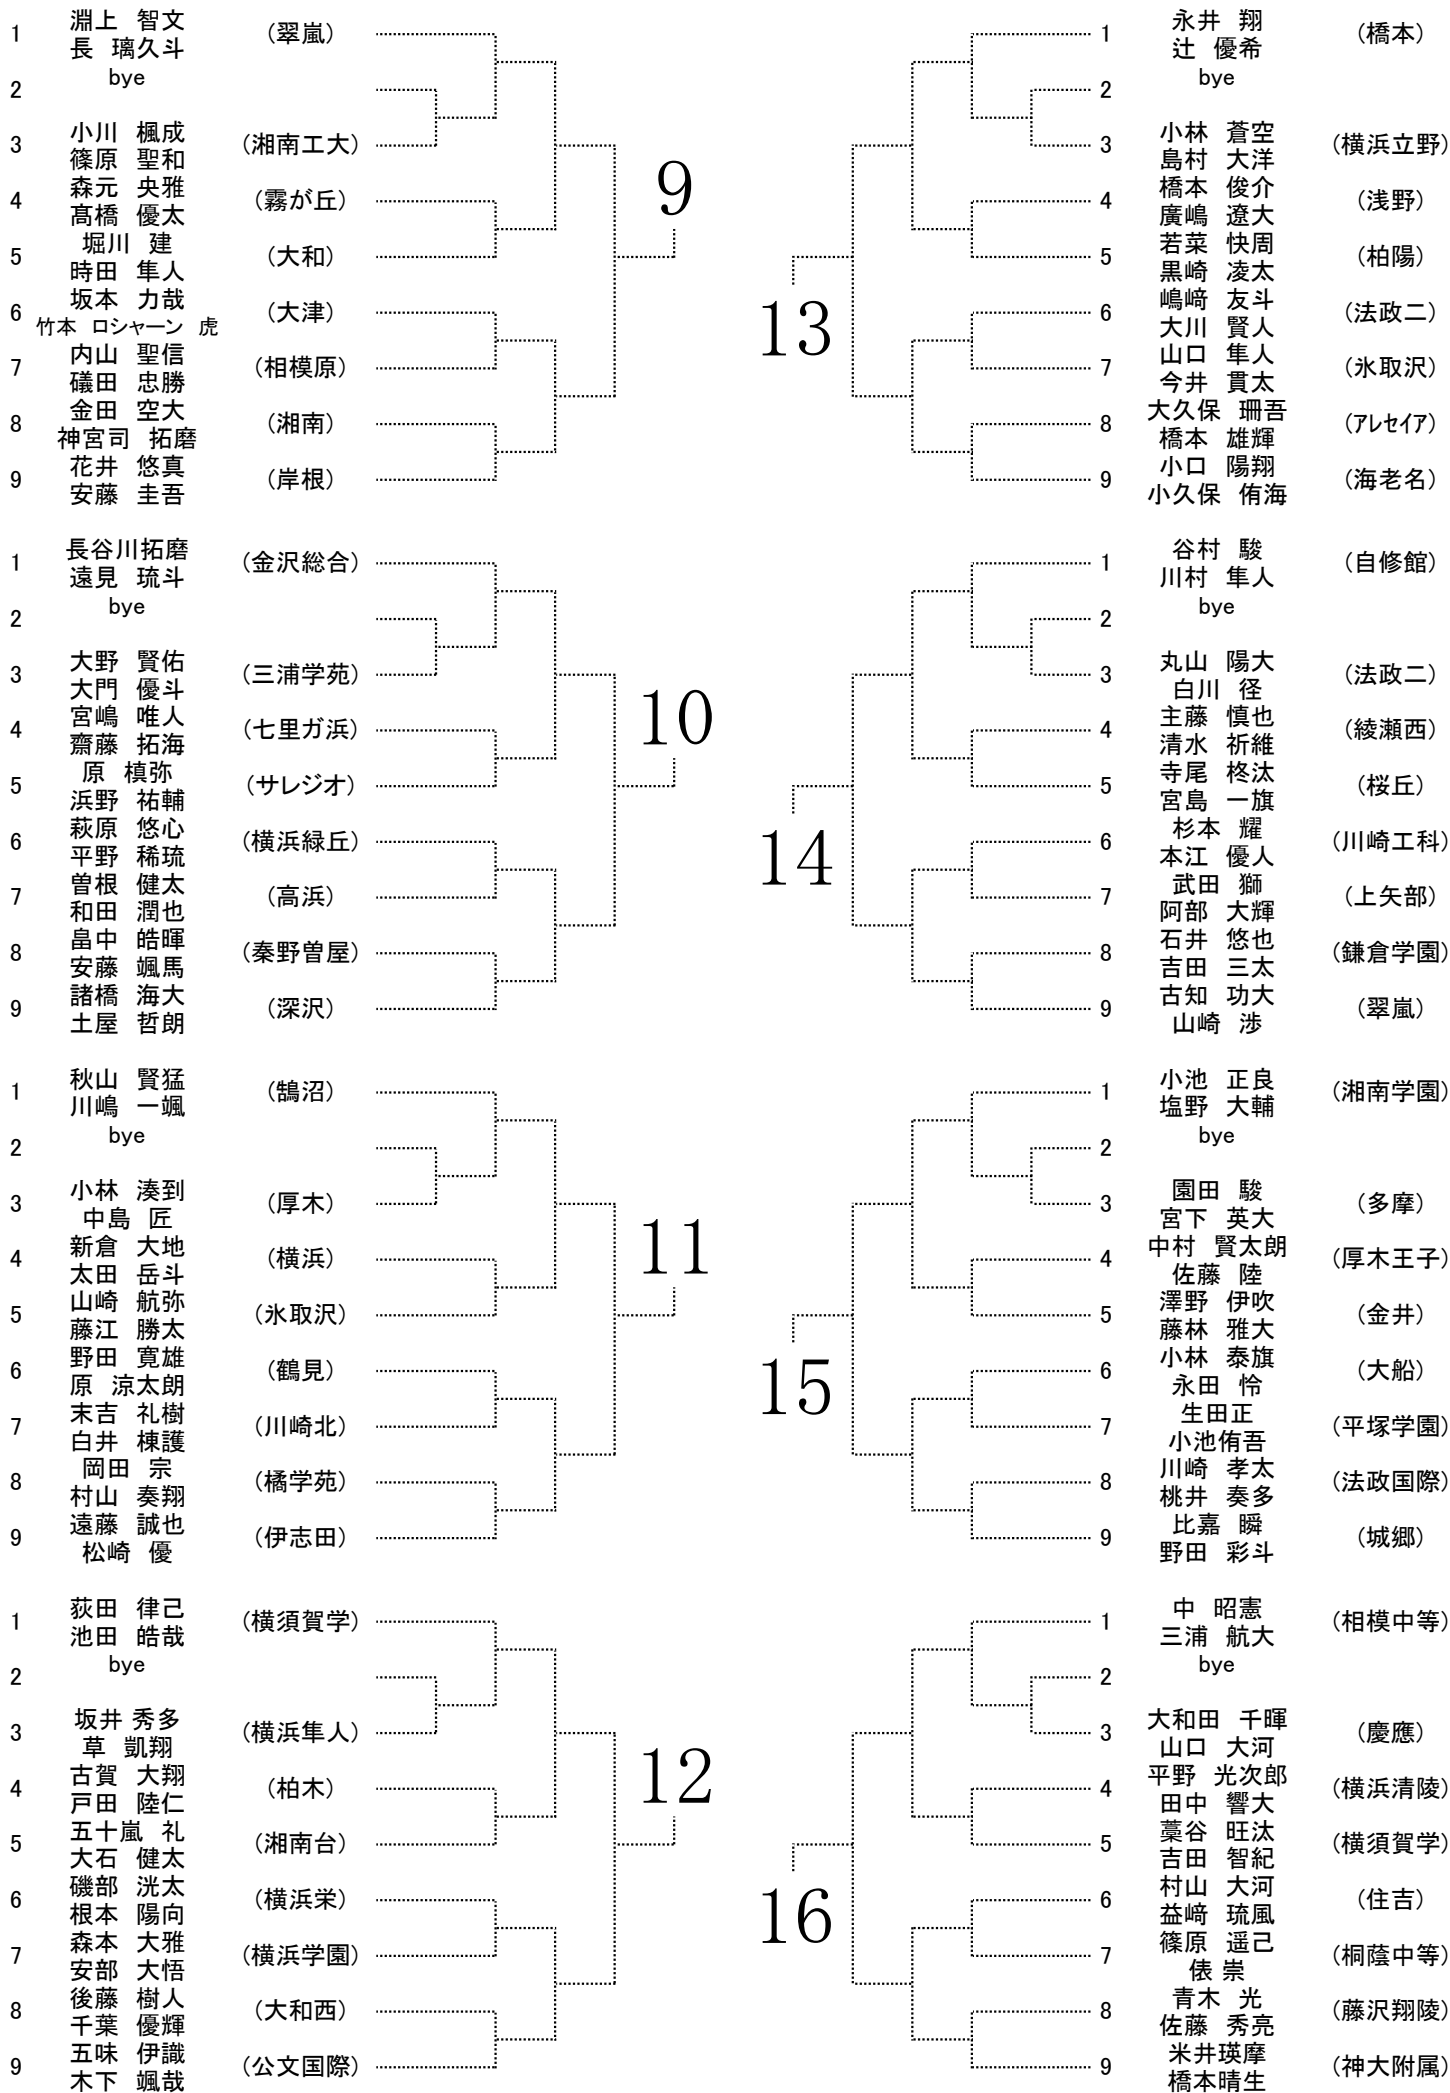 1 淵上 智文 長 璃久斗 (翠嵐)
2 bye
3 小川 楓成 篠原 聖和 (湘南工大)
4 森元 央雅 髙橋 優太 (霧が丘)
5 堀川 建 時田 隼人 (大和)
6 坂本 力哉 竹本 ロシャーン 虎 (大津)
7 内山 聖信 礒田 忠勝 (相模原)
8 金田 空大 神宮司 拓磨 (湘南)
9 花井 悠真 安藤 圭吾 (岸根)
9
1 長谷川拓磨 遠見 琉斗 (金沢総合)
2 bye
3 大野 賢佑 大門 優斗 (三浦学苑)
4 宮嶋 唯人 齋藤 拓海 (七里ガ浜)
5 原 槙弥 浜野 祐輔 (サレジオ)
6 萩原 悠心 平野 稀琉 (横浜緑丘)
7 曽根 健太 和田 潤也 (高浜)
8 畠中 皓暉 安藤 颯馬 (秦野曽屋)
9 諸橋 海大 土屋 哲朗 (深沢)
10
1 秋山 賢猛 川嶋 一颯 (鵠沼)
2 bye
3 小林 湊到 中島 匠 (厚木)
4 新倉 大地 太田 岳斗 (横浜)
5 山崎 航弥 藤江 勝太 (氷取沢)
6 野田 寛雄 原 涼太朗 (鶴見)
7 末吉 礼樹 白井 棟護 (川崎北)
8 岡田 宗 村山 奏翔 (橘学苑)
9 遠藤 誠也 松崎 優 (伊志田)
11
1 荻田 律己 池田 皓哉 (横須賀学)
2 bye
3 坂井 秀多 草 凱翔 (横浜隼人)
4 古賀 大翔 戸田 陸仁 (柏木)
5 五十嵐 礼 大石 健太 (湘南台)
6 磯部 洸太 根本 陽向 (横浜栄)
7 森本 大雅 安部 大悟 (横浜学園)
8 後藤 樹人 千葉 優輝 (大和西)
9 五味 伊識 木下 颯哉 (公文国際)
12
1 永井 翔 辻 優希 (橋本)
2 bye
3 小林 蒼空 島村 大洋 (横浜立野)
4 橋本 俊介 廣嶋 遼大 (浅野)
5 若菜 快周 黒崎 凌太 (柏陽)
6 嶋﨑 友斗 大川 賢人 (法政二)
7 山口 隼人 今井 貫太 (氷取沢)
8 大久保 珊吾 橋本 雄輝 (アレセイア)
9 小口 陽翔 小久保 侑海 (海老名)
13
1 谷村 駿 川村 隼人 (自修館)
2 bye
3 丸山 陽大 白川 径 (法政二)
4 主藤 慎也 清水 祈維 (綾瀬西)
5 寺尾 柊汰 宮島 一旗 (桜丘)
6 杉本 耀 本江 優人 (川崎工科)
7 武田 獅 阿部 大輝 (上矢部)
8 石井 悠也 吉田 三太 (鎌倉学園)
9 古知 功大 山崎 渉 (翠嵐)
14
1 小池 正良 塩野 大輔 (湘南学園)
2 bye
3 園田 駿 宮下 英大 (多摩)
4 中村 賢太朗 佐藤 陸 (厚木王子)
5 澤野 伊吹 藤林 雅大 (金井)
6 小林 泰旗 永田 怜 (大船)
7 生田正 小池侑吾 (平塚学園)
8 川崎 孝太 桃井 奏多 (法政国際)
9 比嘉 瞬 野田 彩斗 (城郷)
15
1 中 昭憲 三浦 航大 (相模中等)
2 bye
3 大和田 千暉 山口 大河 (慶應)
4 平野 光次郎 田中 響大 (横浜清陵)
5 藁谷 旺汰 吉田 智紀 (横須賀学)
6 村山 大河 益﨑 琉風 (住吉)
7 篠原 遥己 俵 崇 (桐蔭中等)
8 青木 光 佐藤 秀亮 (藤沢翔陵)
9 米井瑛摩 橋本晴生 (神大附属)
16